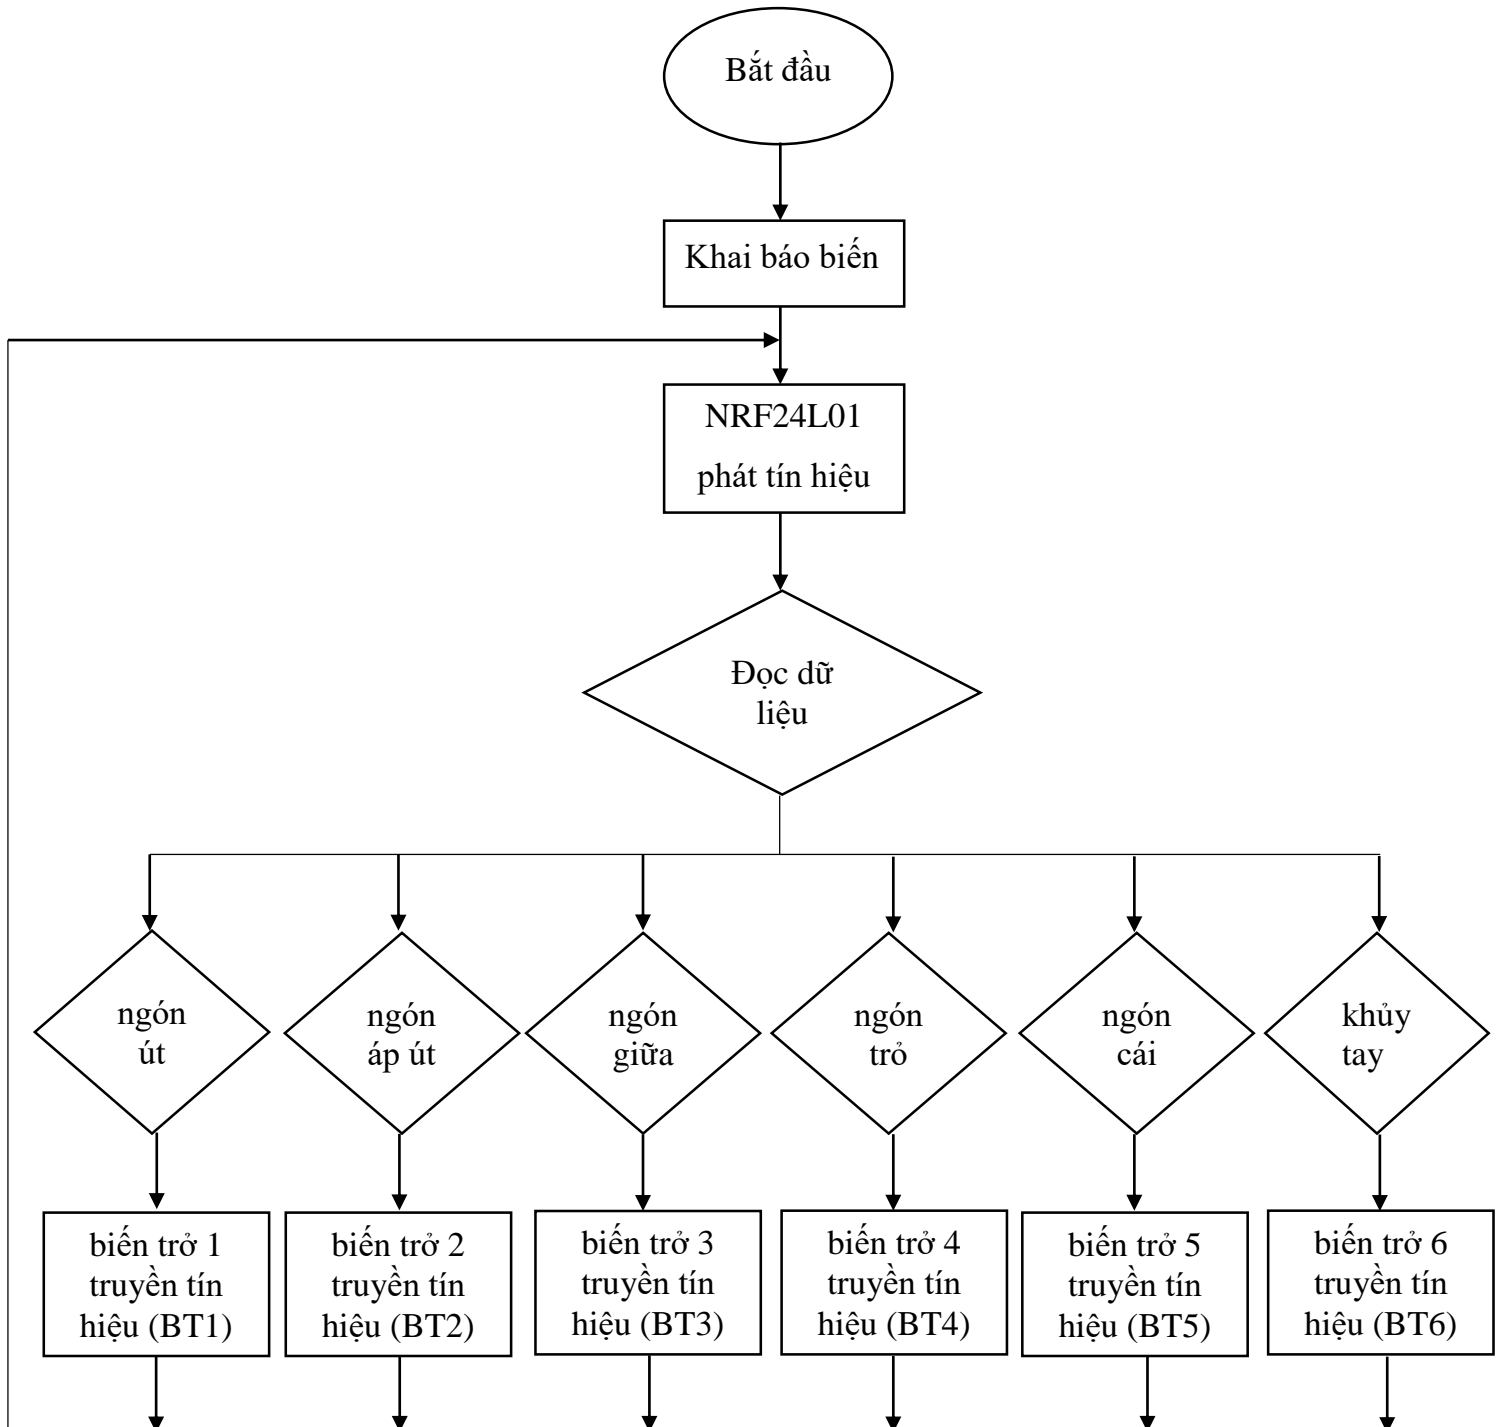 Bắt đầu
Khai báo biến
NRF24L01
phát tín hiệu
Đọc dữ
liệu
ngón
út
ngón
áp út
ngón
giữa
ngón
trỏ
ngón
cái
khủy
tay
biến trở 1
truyền tín
hiệu (BT1)
biến trở 2
truyền tín
hiệu (BT2)
biến trở 3
truyền tín
hiệu (BT3)
biến trở 4
truyền tín
hiệu (BT4)
biến trở 5
truyền tín
hiệu (BT5)
biến trở 6
truyền tín
hiệu (BT6)